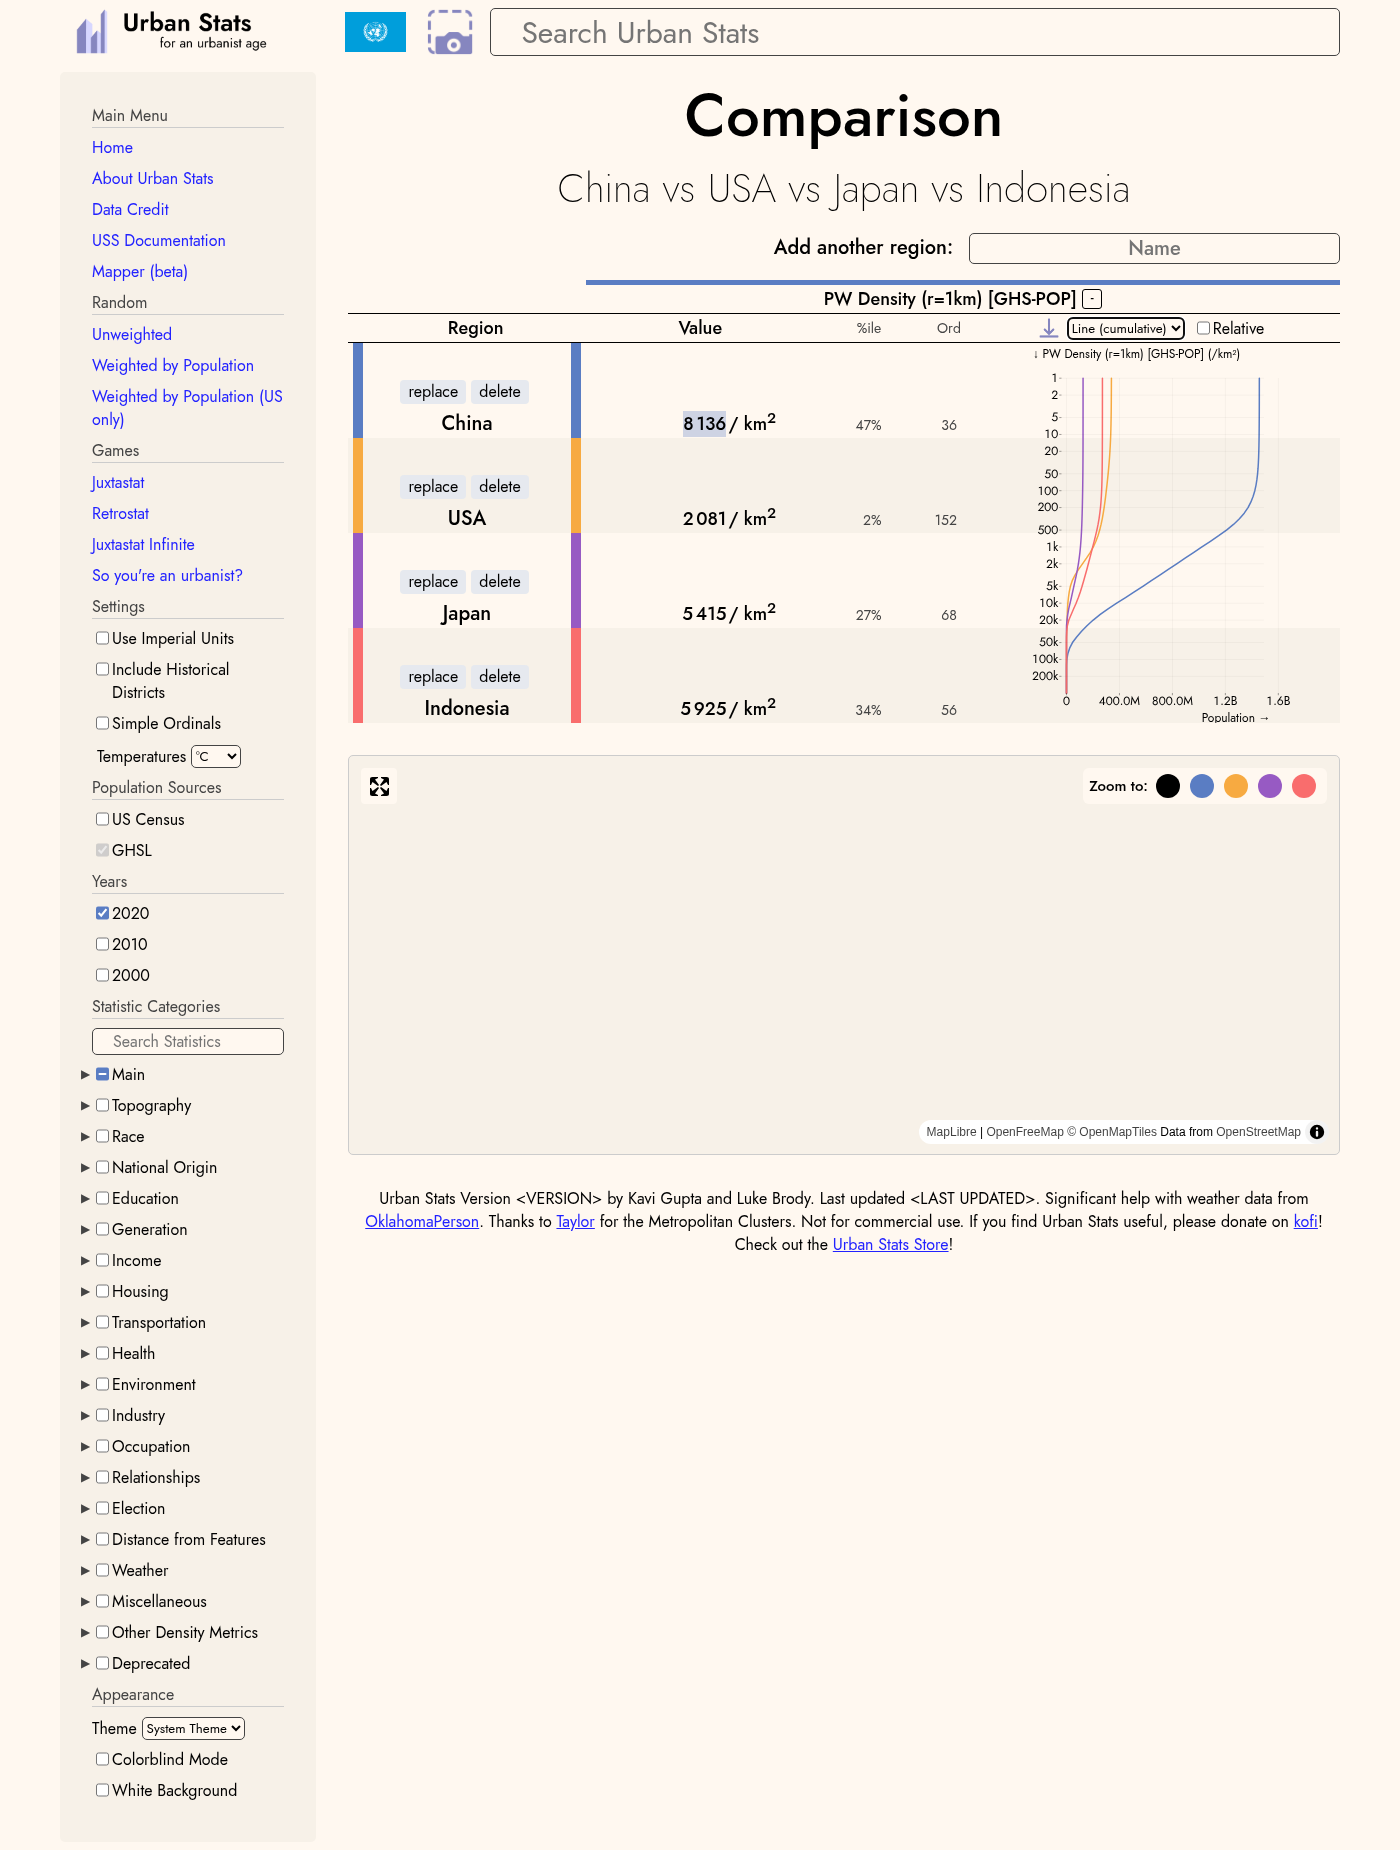 Urban Stats
for an urbanist age
Search Urban Stats
Main Menu
Home
About Urban Stats
Data Credit
USS Documentation
Mapper (beta)
Random
Unweighted
Weighted by Population
Weighted by Population (US
only)
Games
Juxtastat
Retrostat
Juxtastat Infinite
So you're an urbanist?
Settings
Use Imperial Units
Include Historical
Districts
Simple Ordinals
Temperatures °C
Population Sources
US Census
GHSL
Years
2020
2010
2000
Statistic Categories
Search Statistics
Main
Topography
Race
National Origin
Education
Generation
Income
Housing
Transportation
Health
Environment
Industry
Occupation
Relationships
Election
Distance from Features
Weather
Miscellaneous
Other Density Metrics
Deprecated
Appearance
Theme System Theme
Colorblind Mode
White Background
Comparison
China vs USA vs Japan vs Indonesia
Add another region: Name
PW Density (r=1km) [GHS-POP] -
Region Value %ile Ord Line (cumulative) Relative
replace delete
China 8 136 / km² 47% 36
replace delete
USA 2 081 / km² 2% 152
replace delete
Japan 5 415 / km² 27% 68
replace delete
Indonesia 5 925 / km² 34% 56
↓ PW Density (r=1km) [GHS-POP] (/km²)
1
2
5
10
20
50
100
200
500
1k
2k
5k
10k
20k
50k
100k
200k
0 400.0M 800.0M 1.2B 1.6B
Population →
Zoom to:
MapLibre | OpenFreeMap © OpenMapTiles Data from OpenStreetMap
Urban Stats Version <VERSION> by Kavi Gupta and Luke Brody. Last updated <LAST UPDATED>. Significant help with weather data from
OklahomaPerson. Thanks to Taylor for the Metropolitan Clusters. Not for commercial use. If you find Urban Stats useful, please donate on kofi!
Check out the Urban Stats Store!